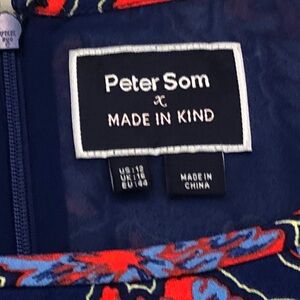 Peter Som
x
MADE IN KIND
US: 12
UK: 16
EU: 44
MADE IN
CHINA